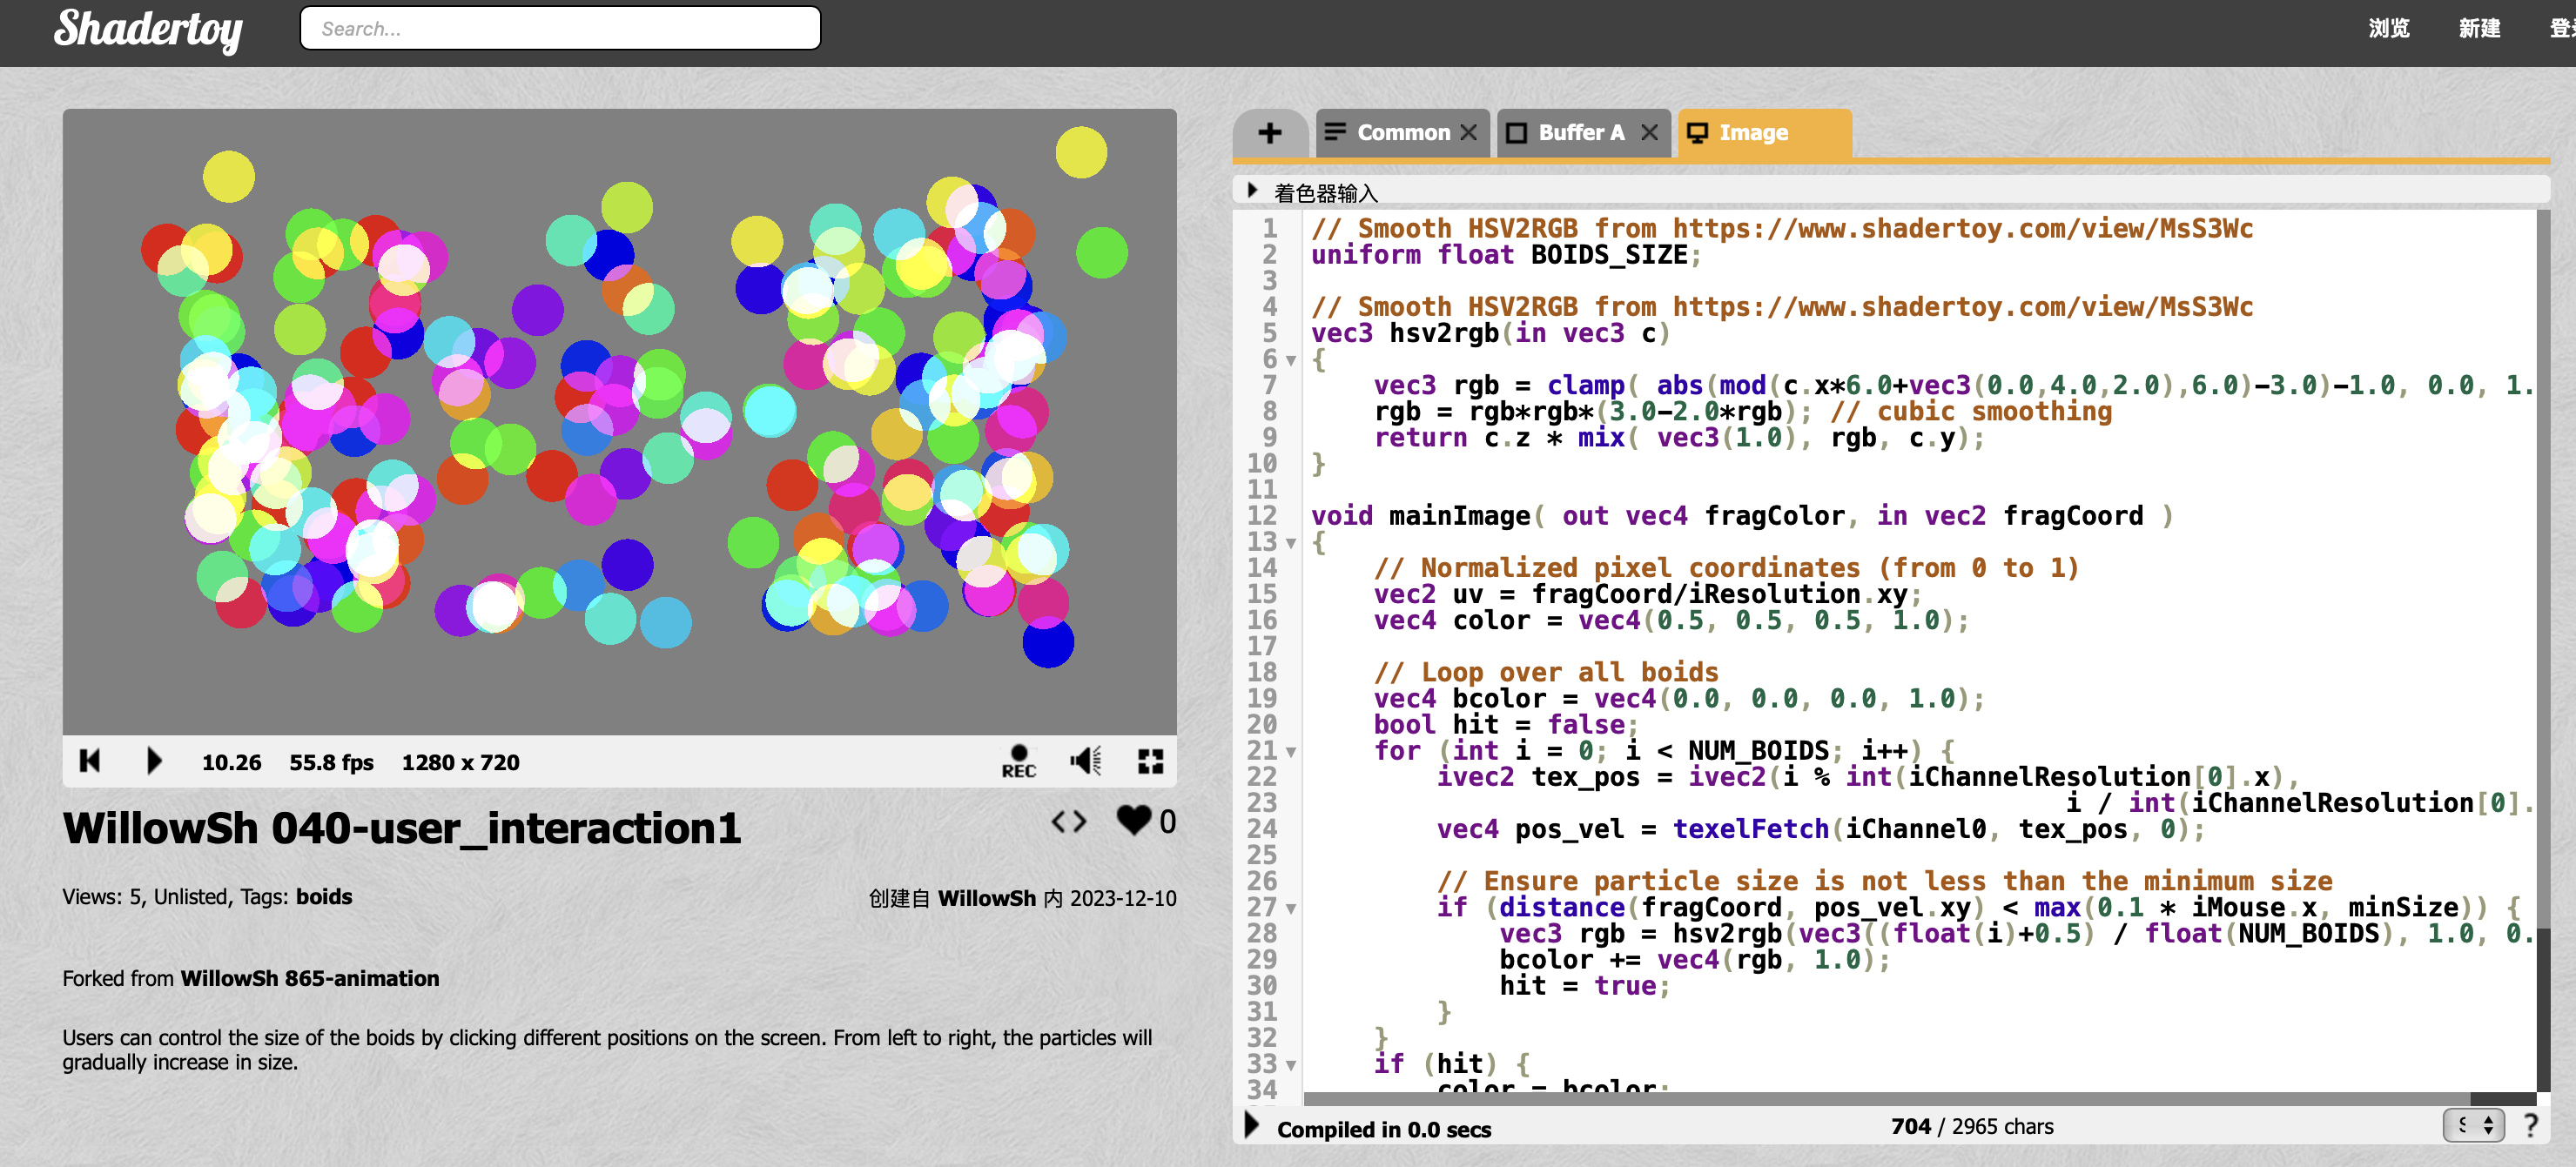 Shadertoy
Search...
浏览 新建
Common Buffer A Image
着色器输入
1 // Smooth HSV2RGB from https://www.shadertoy.com/view/MsS3Wc
2 uniform float BOIDS_SIZE;
3
4 // Smooth HSV2RGB from https://www.shadertoy.com/view/MsS3Wc
5 vec3 hsv2rgb(in vec3 c)
6 {
7     vec3 rgb = clamp( abs(mod(c.x*6.0+vec3(0.0,4.0,2.0),6.0)-3.0)-1.0, 0.0, 1.
8     rgb = rgb*rgb*(3.0-2.0*rgb); // cubic smoothing
9     return c.z * mix( vec3(1.0), rgb, c.y);
10 }
11
12 void mainImage( out vec4 fragColor, in vec2 fragCoord )
13 {
14     // Normalized pixel coordinates (from 0 to 1)
15     vec2 uv = fragCoord/iResolution.xy;
16     vec4 color = vec4(0.5, 0.5, 0.5, 1.0);
17
18     // Loop over all boids
19     vec4 bcolor = vec4(0.0, 0.0, 0.0, 1.0);
20     bool hit = false;
21     for (int i = 0; i < NUM_BOIDS; i++) {
22         ivec2 tex_pos = ivec2(i % int(iChannelResolution[0].x),
23                                                 i / int(iChannelResolution[0].
24         vec4 pos_vel = texelFetch(iChannel0, tex_pos, 0);
25
26         // Ensure particle size is not less than the minimum size
27         if (distance(fragCoord, pos_vel.xy) < max(0.1 * iMouse.x, minSize)) {
28             vec3 rgb = hsv2rgb(vec3((float(i)+0.5) / float(NUM_BOIDS), 1.0, 0.
29             bcolor += vec4(rgb, 1.0);
30             hit = true;
31         }
32     }
33     if (hit) {
34         color = bcolor;
Compiled in 0.0 secs 704 / 2965 chars S ?
10.26 55.8 fps 1280 x 720 REC
WillowSh 040-user_interaction1 0
Views: 5, Unlisted, Tags: boids 创建自 WillowSh 内 2023-12-10
Forked from WillowSh 865-animation
Users can control the size of the boids by clicking different positions on the screen. From left to right, the particles will
gradually increase in size.